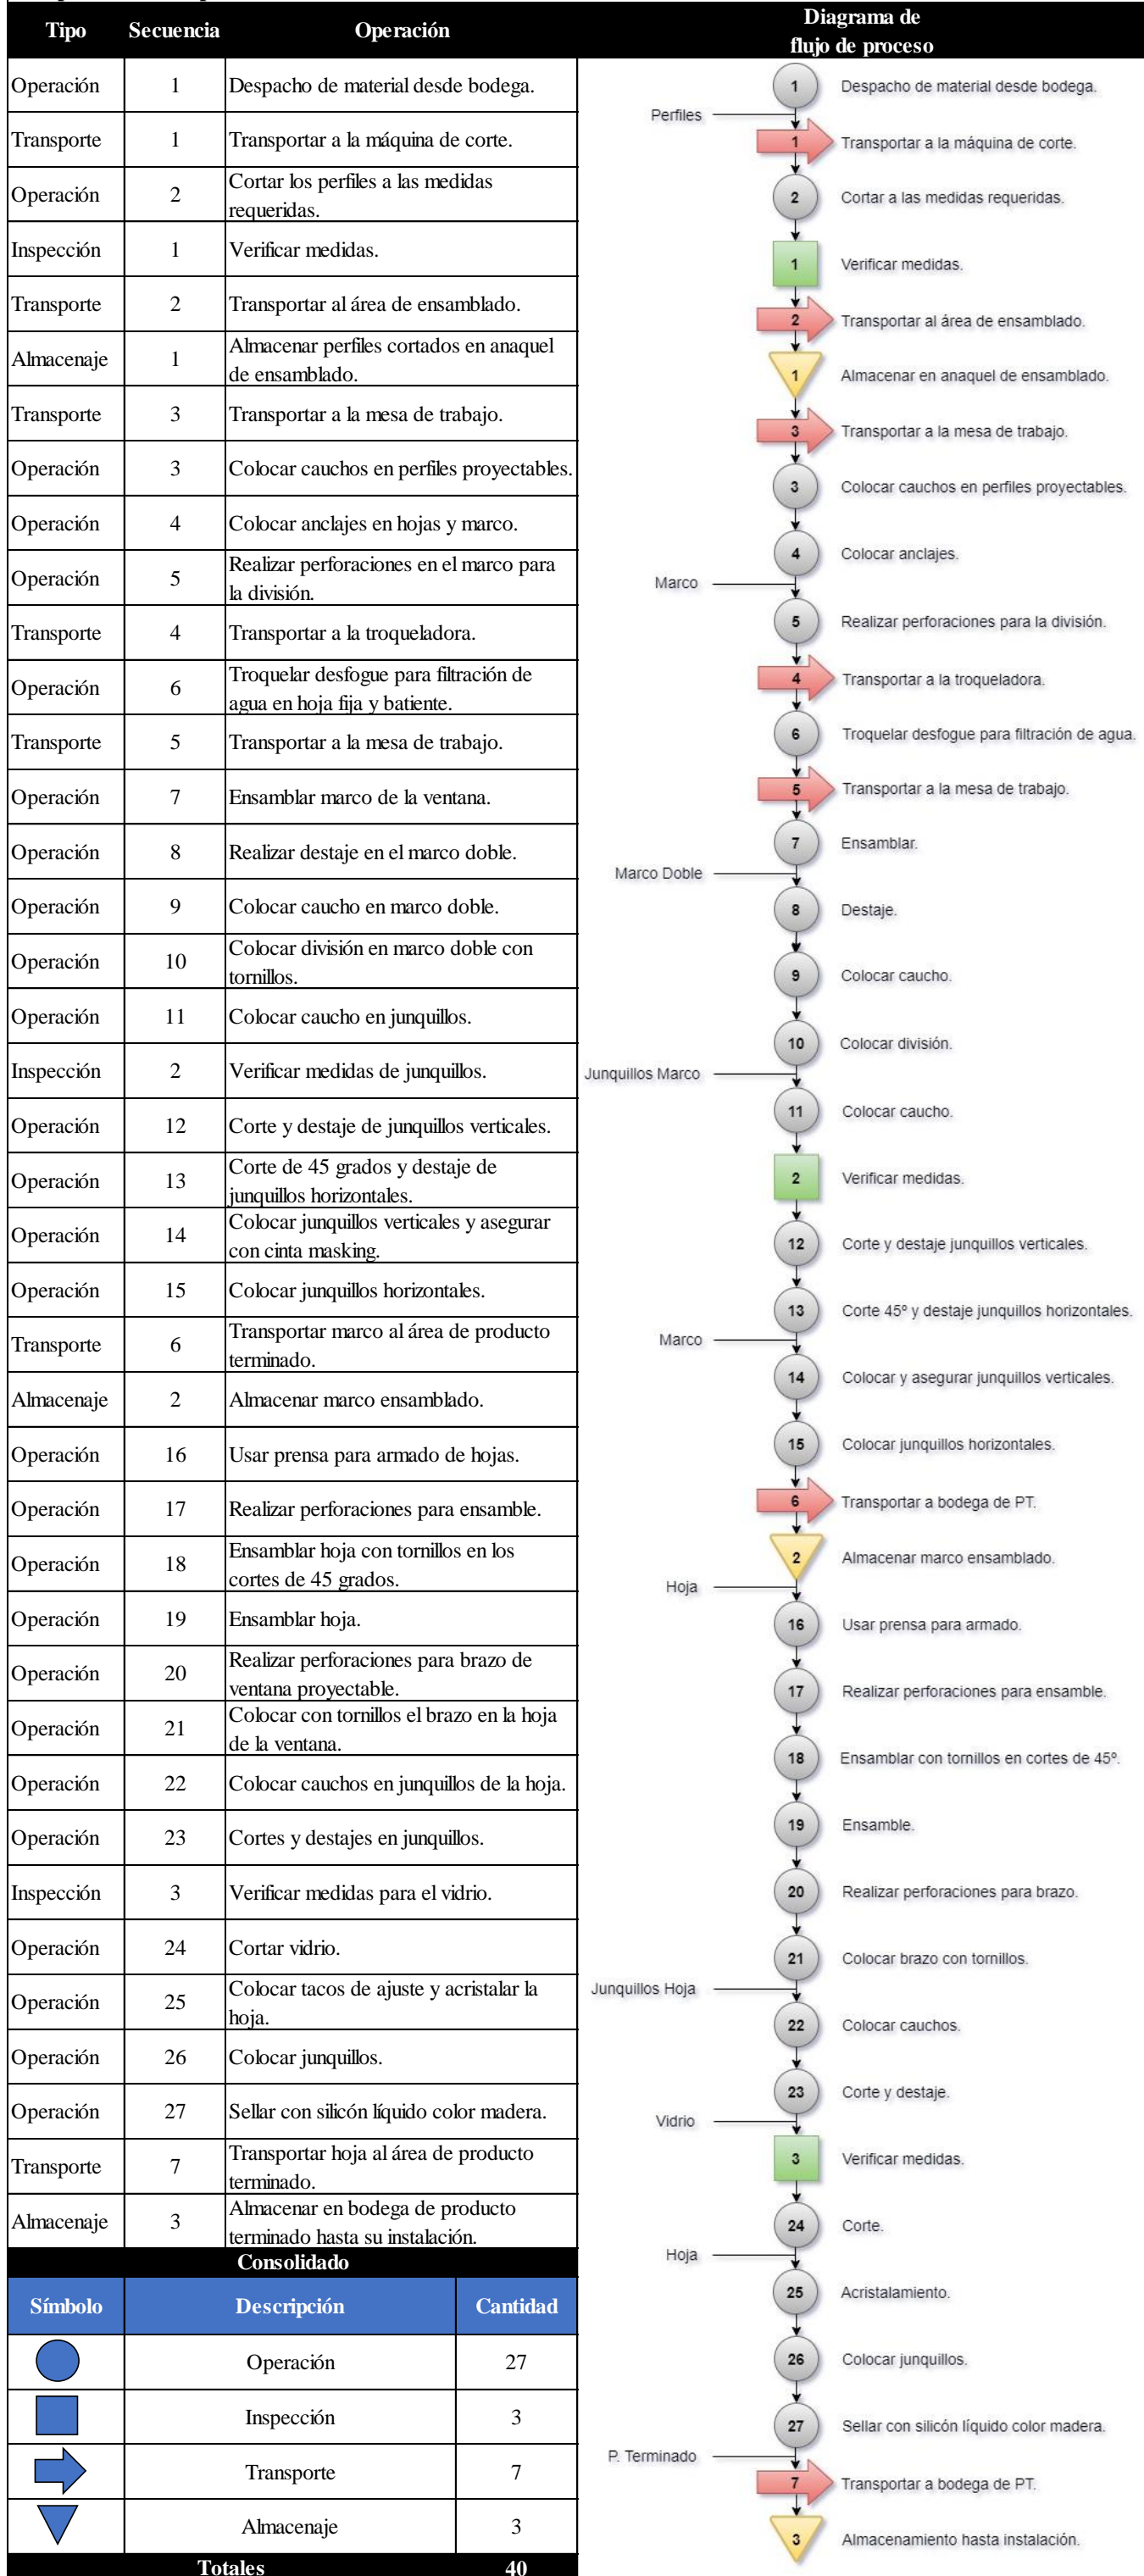 Tipo Secuencia Operación
Operación 1 Despacho de material desde bodega.
Transporte 1 Transportar a la máquina de corte.
Operación 2 Cortar los perfiles a las medidas
requeridas.
Inspección 1 Verificar medidas.
Transporte 2 Transportar al área de ensamblado.
Almacenaje 1 Almacenar perfiles cortados en anaquel
de ensamblado.
Transporte 3 Transportar a la mesa de trabajo.
Operación 3 Colocar cauchos en perfiles proyectables.
Operación 4 Colocar anclajes en hojas y marco.
Operación 5 Realizar perforaciones en el marco para
la división.
Transporte 4 Transportar a la troqueladora.
Operación 6 Troquelar desfogue para filtración de
agua en hoja fija y batiente.
Transporte 5 Transportar a la mesa de trabajo.
Operación 7 Ensamblar marco de la ventana.
Operación 8 Realizar destaje en el marco doble.
Operación 9 Colocar caucho en marco doble.
Operación 10 Colocar división en marco doble con
tornillos.
Operación 11 Colocar caucho en junquillos.
Inspección 2 Verificar medidas de junquillos.
Operación 12 Corte y destaje de junquillos verticales.
Operación 13 Corte de 45 grados y destaje de
junquillos horizontales.
Operación 14 Colocar junquillos verticales y asegurar
con cinta masking.
Operación 15 Colocar junquillos horizontales.
Transporte 6 Transportar marco al área de producto
terminado.
Almacenaje 2 Almacenar marco ensamblado.
Operación 16 Usar prensa para armado de hojas.
Operación 17 Realizar perforaciones para ensamble.
Operación 18 Ensamblar hoja con tornillos en los
cortes de 45 grados.
Operación 19 Ensamblar hoja.
Operación 20 Realizar perforaciones para brazo de
ventana proyectable.
Operación 21 Colocar con tornillos el brazo en la hoja
de la ventana.
Operación 22 Colocar cauchos en junquillos de la hoja.
Operación 23 Cortes y destajes en junquillos.
Inspección 3 Verificar medidas para el vidrio.
Operación 24 Cortar vidrio.
Operación 25 Colocar tacos de ajuste y acristalar la
hoja.
Operación 26 Colocar junquillos.
Operación 27 Sellar con silicón líquido color madera.
Transporte 7 Transportar hoja al área de producto
terminado.
Almacenaje 3 Almacenar en bodega de producto
terminado hasta su instalación.
Consolidado
Símbolo Descripción Cantidad
Operación 27
Inspección 3
Transporte 7
Almacenaje 3
Totales 40
Diagrama de
flujo de proceso
1 Despacho de material desde bodega.
Perfiles
1 Transportar a la máquina de corte.
2 Cortar a las medidas requeridas.
1 Verificar medidas.
2 Transportar al área de ensamblado.
1 Almacenar en anaquel de ensamblado.
3 Transportar a la mesa de trabajo.
3 Colocar cauchos en perfiles proyectables.
4 Colocar anclajes.
Marco
5 Realizar perforaciones para la división.
4 Transportar a la troqueladora.
6 Troquelar desfogue para filtración de agua.
5 Transportar a la mesa de trabajo.
7 Ensamblar.
Marco Doble
8 Destaje.
9 Colocar caucho.
10 Colocar división.
Junquillos Marco
11 Colocar caucho.
2 Verificar medidas.
12 Corte y destaje junquillos verticales.
13 Corte 45º y destaje junquillos horizontales.
Marco
14 Colocar y asegurar junquillos verticales.
15 Colocar junquillos horizontales.
6 Transportar a bodega de PT.
2 Almacenar marco ensamblado.
Hoja
16 Usar prensa para armado.
17 Realizar perforaciones para ensamble.
18 Ensamblar con tornillos en cortes de 45º.
19 Ensamble.
20 Realizar perforaciones para brazo.
21 Colocar brazo con tornillos.
Junquillos Hoja
22 Colocar cauchos.
23 Corte y destaje.
Vidrio
3 Verificar medidas.
24 Corte.
Hoja
25 Acristalamiento.
26 Colocar junquillos.
27 Sellar con silicón líquido color madera.
P. Terminado
7 Transportar a bodega de PT.
3 Almacenamiento hasta instalación.